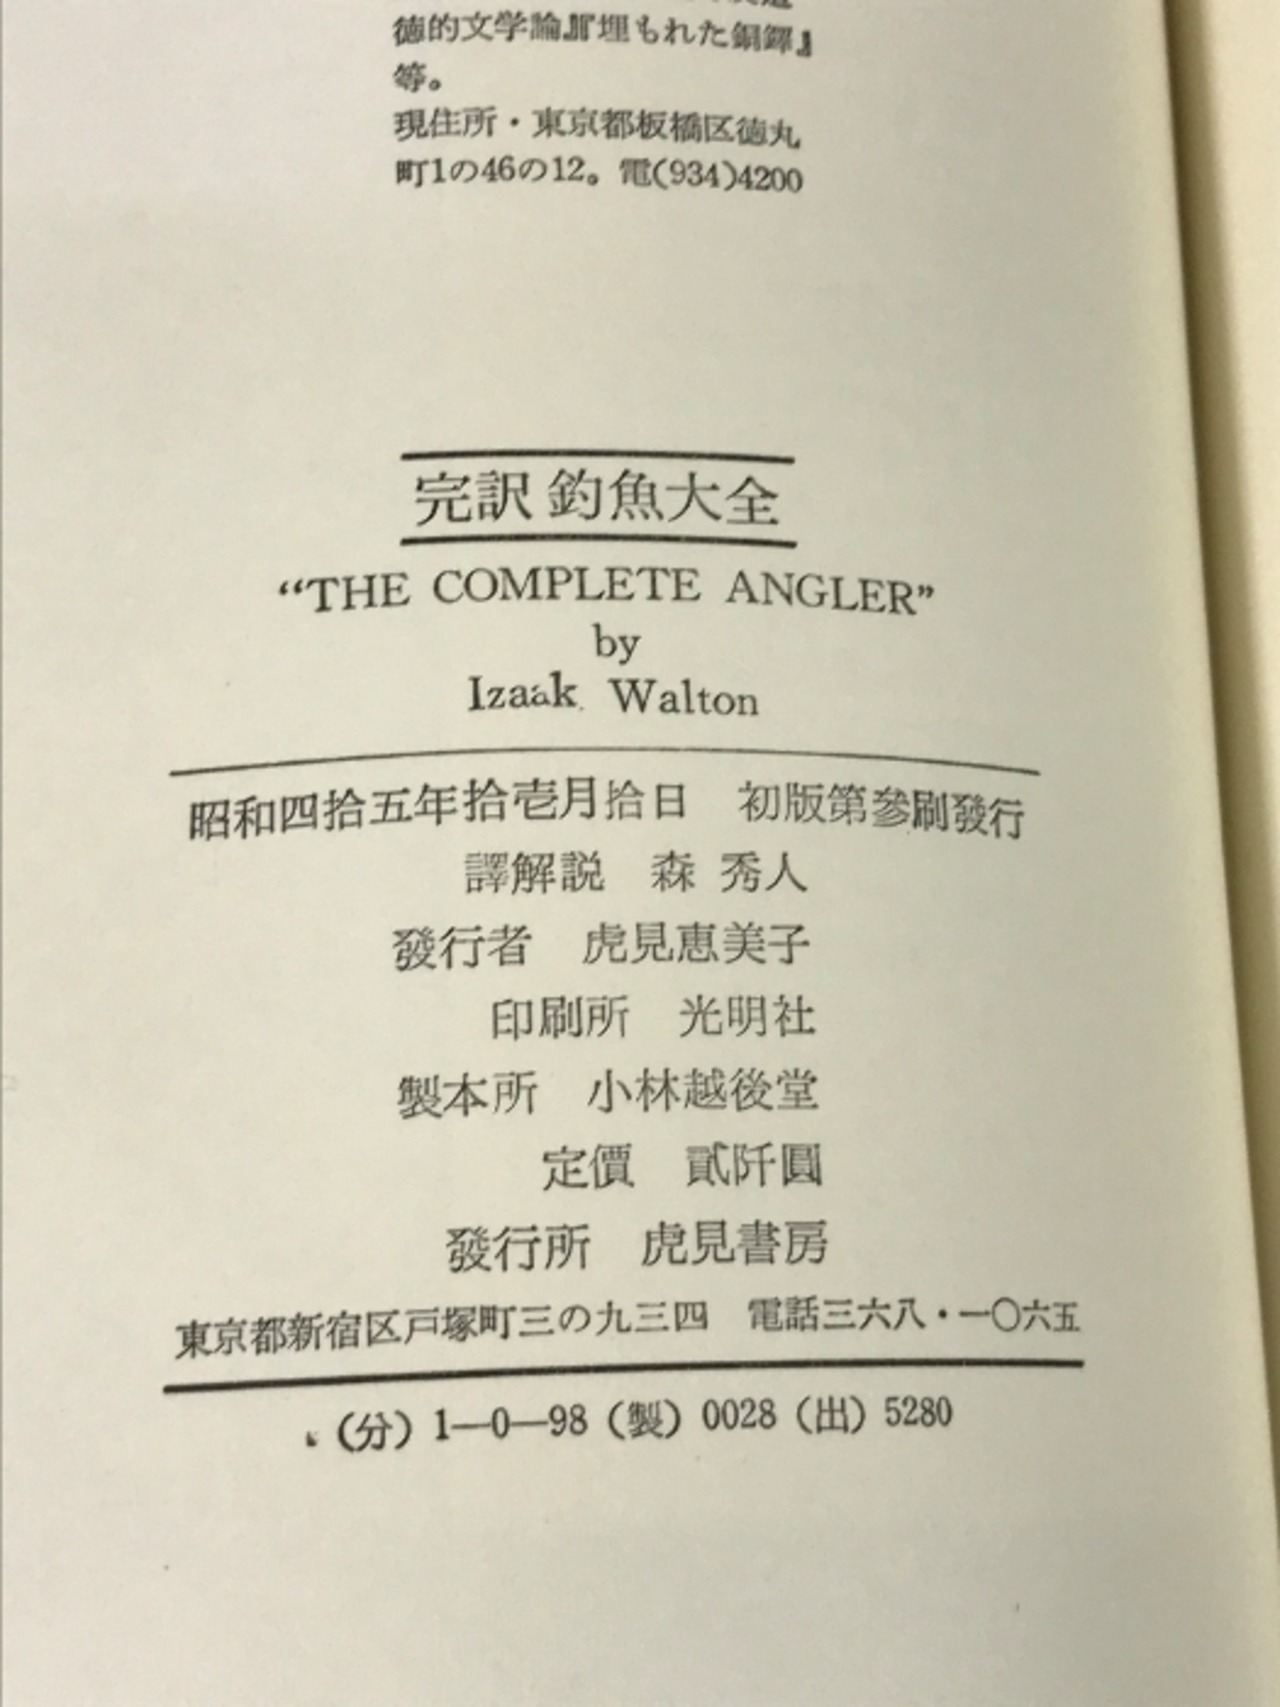 徳的文学論』『埋もれた銅鐸』
等。
現住所・東京都板橋区徳丸
町1の46の12。電(934)4200
完訳 釣魚大全
“THE COMPLETE ANGLER”
by
Izaak Walton
昭和四拾五年拾壱月拾日 初版第參刷發行
譯解説 森 秀人
發行者 虎見恵美子
印刷所 光明社
製本所 小林越後堂
定價 貳阡圓
發行所 虎見書房
東京都新宿区戸塚町三の九三四 電話三六八・一〇六五
(分) 1—0—98 (製) 0028 (出) 5280